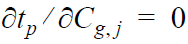 ∂t_p/∂C_{g,j} = 0